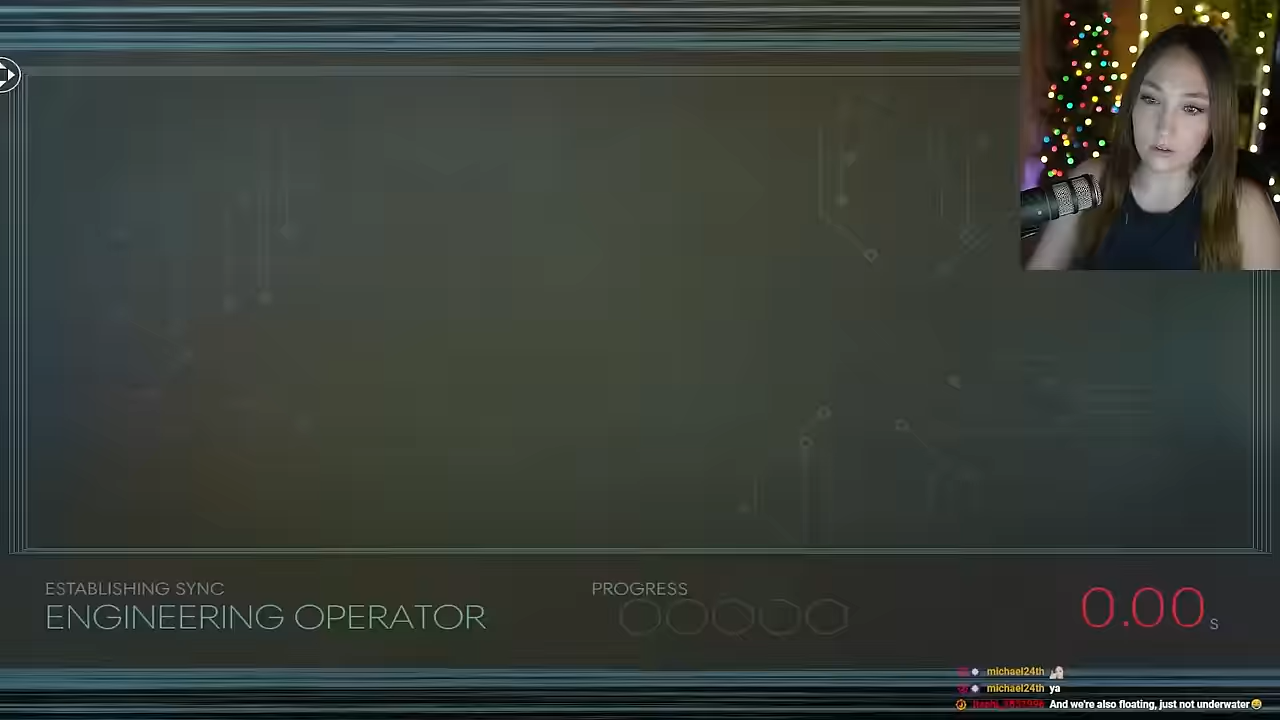 ESTABLISHING SYNC
ENGINEERING OPERATOR
PROGRESS
0.00 s
michael24th
michael24th ya
And we're also floating, just not underwater